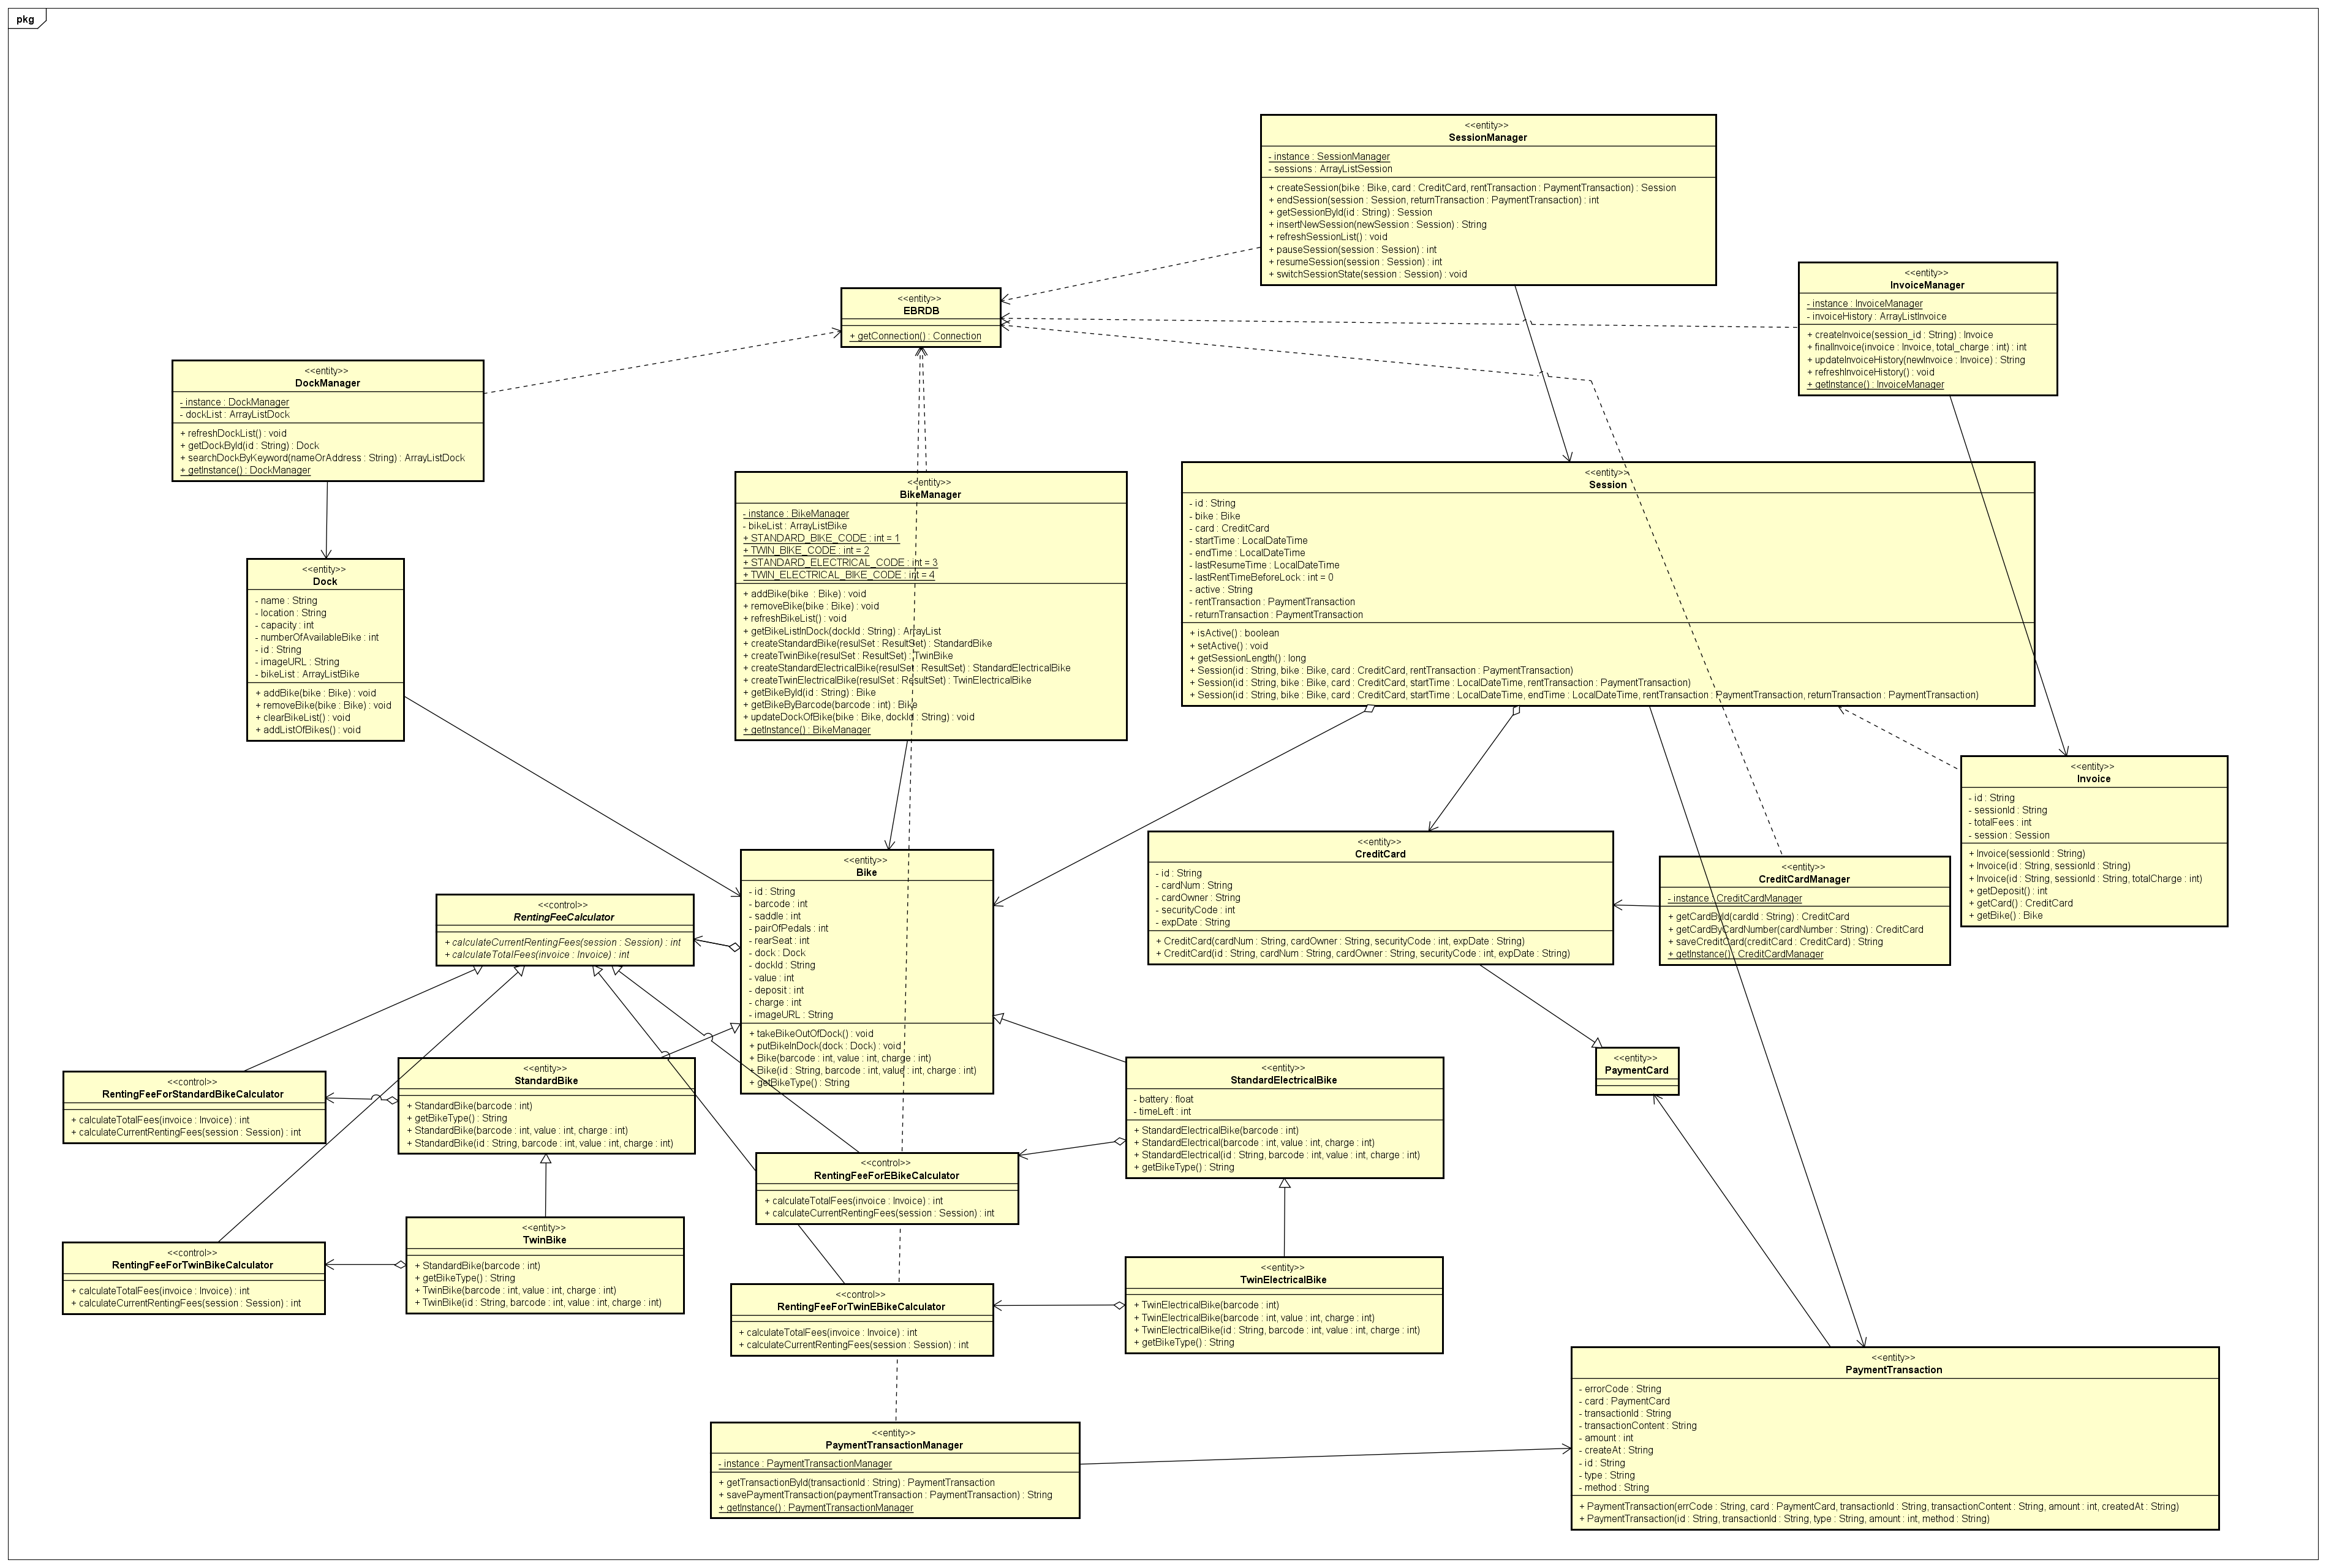 pkg
<<entity>>
SessionManager
- instance : SessionManager
- sessions : ArrayListSession
+ createSession(bike : Bike, card : CreditCard, rentTransaction : PaymentTransaction) : Session
+ endSession(session : Session, returnTransaction : PaymentTransaction) : int
+ getSessionById(id : String) : Session
+ insertNewSession(newSession : Session) : String
+ refreshSessionList() : void
+ pauseSession(session : Session) : int
+ resumeSession(session : Session) : int
+ switchSessionState(session : Session) : void
<<entity>>
InvoiceManager
- instance : InvoiceManager
- invoiceHistory : ArrayListInvoice
+ createInvoice(session_id : String) : Invoice
+ finalInvoice(invoice : Invoice, total_charge : int) : int
+ updateInvoiceHistory(newInvoice : Invoice) : String
+ refreshInvoiceHistory() : void
+ getInstance() : InvoiceManager
<<entity>>
EBRDB
+ getConnection() : Connection
<<entity>>
DockManager
- instance : DockManager
- dockList : ArrayListDock
+ refreshDockList() : void
+ getDockById(id : String) : Dock
+ searchDockByKeyword(nameOrAddress : String) : ArrayListDock
+ getInstance() : DockManager
<<entity>>
BikeManager
- instance : BikeManager
- bikeList : ArrayListBike
+ STANDARD_BIKE_CODE : int = 1
+ TWIN_BIKE_CODE : int = 2
+ STANDARD_ELECTRICAL_CODE : int = 3
+ TWIN_ELECTRICAL_BIKE_CODE : int = 4
+ addBike(bike  : Bike) : void
+ removeBike(bike : Bike) : void
+ refreshBikeList() : void
+ getBikeListInDock(dockId : String) : ArrayList
+ createStandardBike(resulSet : ResultSet) : StandardBike
+ createTwinBike(resulSet : ResultSet) : TwinBike
+ createStandardElectricalBike(resulSet : ResultSet) : StandardElectricalBike
+ createTwinElectricalBike(resulSet : ResultSet) : TwinElectricalBike
+ getBikeById(id : String) : Bike
+ getBikeByBarcode(barcode : int) : Bike
+ updateDockOfBike(bike : Bike, dockId : String) : void
+ getInstance() : BikeManager
<<entity>>
Session
- id : String
- bike : Bike
- card : CreditCard
- startTime : LocalDateTime
- endTime : LocalDateTime
- lastResumeTime : LocalDateTime
- lastRentTimeBeforeLock : int = 0
- active : String
- rentTransaction : PaymentTransaction
- returnTransaction : PaymentTransaction
+ isActive() : boolean
+ setActive() : void
+ getSessionLength() : long
+ Session(id : String, bike : Bike, card : CreditCard, rentTransaction : PaymentTransaction)
+ Session(id : String, bike : Bike, card : CreditCard, startTime : LocalDateTime, rentTransaction : PaymentTransaction)
+ Session(id : String, bike : Bike, card : CreditCard, startTime : LocalDateTime, endTime : LocalDateTime, rentTransaction : PaymentTransaction, returnTransaction : PaymentTransaction)
<<entity>>
Dock
- name : String
- location : String
- capacity : int
- numberOfAvailableBike : int
- id : String
- imageURL : String
- bikeList : ArrayListBike
+ addBike(bike : Bike) : void
+ removeBike(bike : Bike) : void
+ clearBikeList() : void
+ addListOfBikes() : void
<<entity>>
Invoice
- id : String
- sessionId : String
- totalFees : int
- session : Session
+ Invoice(sessionId : String)
+ Invoice(id : String, sessionId : String)
+ Invoice(id : String, sessionId : String, totalCharge : int)
+ getDeposit() : int
+ getCard() : CreditCard
+ getBike() : Bike
<<entity>>
CreditCard
- id : String
- cardNum : String
- cardOwner : String
- securityCode : int
- expDate : String
+ CreditCard(cardNum : String, cardOwner : String, securityCode : int, expDate : String)
+ CreditCard(id : String, cardNum : String, cardOwner : String, securityCode : int, expDate : String)
<<entity>>
CreditCardManager
- instance : CreditCardManager
+ getCardById(cardId : String) : CreditCard
+ getCardByCardNumber(cardNumber : String) : CreditCard
+ saveCreditCard(creditCard : CreditCard) : String
+ getInstance() : CreditCardManager
<<entity>>
Bike
- id : String
- barcode : int
- saddle : int
- pairOfPedals : int
- rearSeat : int
- dock : Dock
- dockId : String
- value : int
- deposit : int
- charge : int
- imageURL : String
+ takeBikeOutOfDock() : void
+ putBikeInDock(dock : Dock) : void
+ Bike(barcode : int, value : int, charge : int)
+ Bike(id : String, barcode : int, value : int, charge : int)
+ getBikeType() : String
<<control>>
RentingFeeCalculator
+ calculateCurrentRentingFees(session : Session) : int
+ calculateTotalFees(invoice : Invoice) : int
<<entity>>
PaymentCard
<<entity>>
StandardBike
+ StandardBike(barcode : int)
+ getBikeType() : String
+ StandardBike(barcode : int, value : int, charge : int)
+ StandardBike(id : String, barcode : int, value : int, charge : int)
<<entity>>
StandardElectricalBike
- battery : float
- timeLeft : int
+ StandardElectricalBike(barcode : int)
+ StandardElectrical(barcode : int, value : int, charge : int)
+ StandardElectrical(id : String, barcode : int, value : int, charge : int)
+ getBikeType() : String
<<control>>
RentingFeeForStandardBikeCalculator
+ calculateTotalFees(invoice : Invoice) : int
+ calculateCurrentRentingFees(session : Session) : int
<<control>>
RentingFeeForEBikeCalculator
+ calculateTotalFees(invoice : Invoice) : int
+ calculateCurrentRentingFees(session : Session) : int
<<entity>>
TwinBike
+ StandardBike(barcode : int)
+ getBikeType() : String
+ TwinBike(barcode : int, value : int, charge : int)
+ TwinBike(id : String, barcode : int, value : int, charge : int)
<<control>>
RentingFeeForTwinBikeCalculator
+ calculateTotalFees(invoice : Invoice) : int
+ calculateCurrentRentingFees(session : Session) : int
<<entity>>
TwinElectricalBike
+ TwinElectricalBike(barcode : int)
+ TwinElectricalBike(barcode : int, value : int, charge : int)
+ TwinElectricalBike(id : String, barcode : int, value : int, charge : int)
+ getBikeType() : String
<<control>>
RentingFeeForTwinEBikeCalculator
+ calculateTotalFees(invoice : Invoice) : int
+ calculateCurrentRentingFees(session : Session) : int
<<entity>>
PaymentTransaction
- errorCode : String
- card : PaymentCard
- transactionId : String
- transactionContent : String
- amount : int
- createAt : String
- id : String
- type : String
- method : String
+ PaymentTransaction(errCode : String, card : PaymentCard, transactionId : String, transactionContent : String, amount : int, createdAt : String)
+ PaymentTransaction(id : String, transactionId : String, type : String, amount : int, method : String)
<<entity>>
PaymentTransactionManager
- instance : PaymentTransactionManager
+ getTransactionById(transactionId : String) : PaymentTransaction
+ savePaymentTransaction(paymentTransaction : PaymentTransaction) : String
+ getInstance() : PaymentTransactionManager